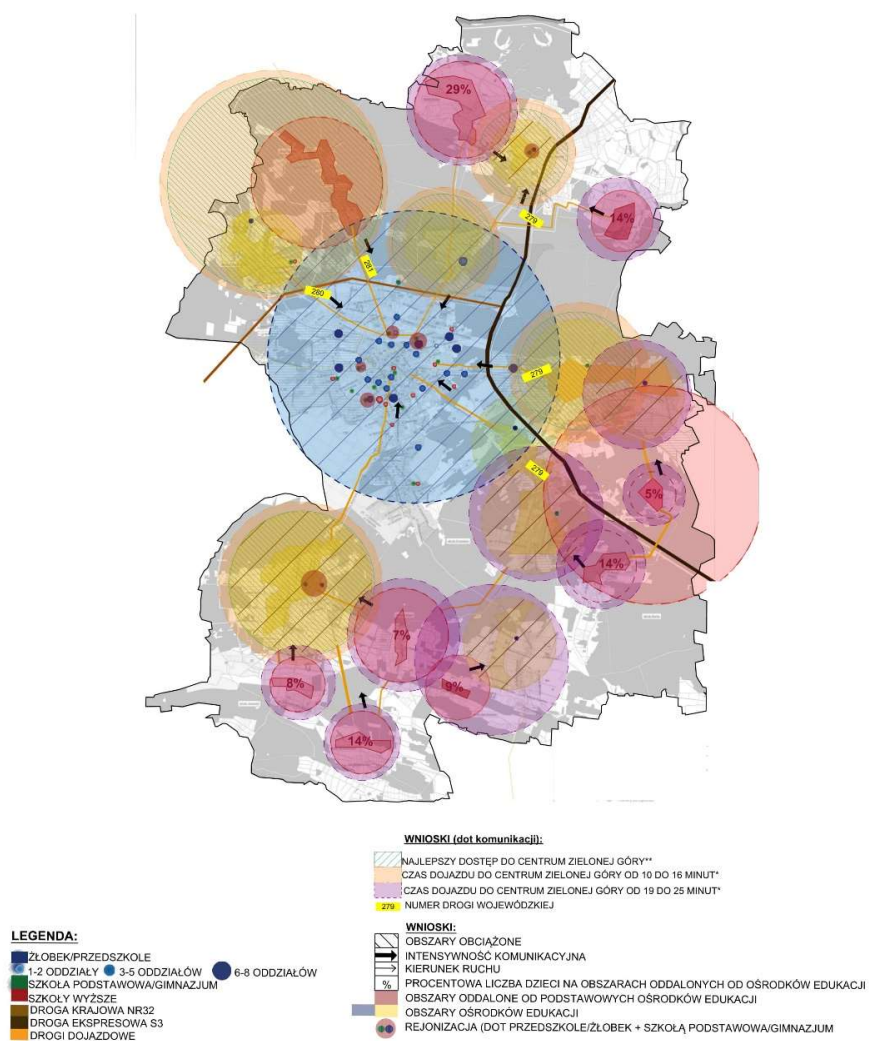 29%
14%
279
281
280
279
279
5%
14%
7%
8%
9%
14%
WNIOSKI (dot komunikacji):
NAJLEPSZY DOSTĘP DO CENTRUM ZIELONEJ GÓRY**
CZAS DOJAZDU DO CENTRUM ZIELONEJ GÓRY OD 10 DO 16 MINUT*
CZAS DOJAZDU DO CENTRUM ZIELONEJ GÓRY OD 19 DO 25 MINUT*
279 NUMER DROGI WOJEWÓDZKIEJ
LEGENDA:
ŻŁOBEK/PRZEDSZKOLE
1-2 ODDZIAŁY 3-5 ODDZIAŁÓW 6-8 ODDZIAŁÓW
SZKOŁA PODSTAWOWA/GIMNAZJUM
SZKOŁY WYŻSZE
DROGA KRAJOWA NR32
DROGA EKSPRESOWA S3
DROGI DOJAZDOWE
WNIOSKI:
OBSZARY OBCIĄŻONE
INTENSYWNOŚĆ KOMUNIKACYJNA
KIERUNEK RUCHU
% PROCENTOWA LICZBA DZIECI NA OBSZARACH ODDALONYCH OD OŚRODKÓW EDUKACJI
OBSZARY ODDALONE OD PODSTAWOWYCH OŚRODKÓW EDUKACJI
OBSZARY OŚRODKÓW EDUKACJI
REJONIZACJA (DOT PRZEDSZKOLE/ŻŁOBEK + SZKOŁĄ PODSTAWOWA/GIMNAZJUM